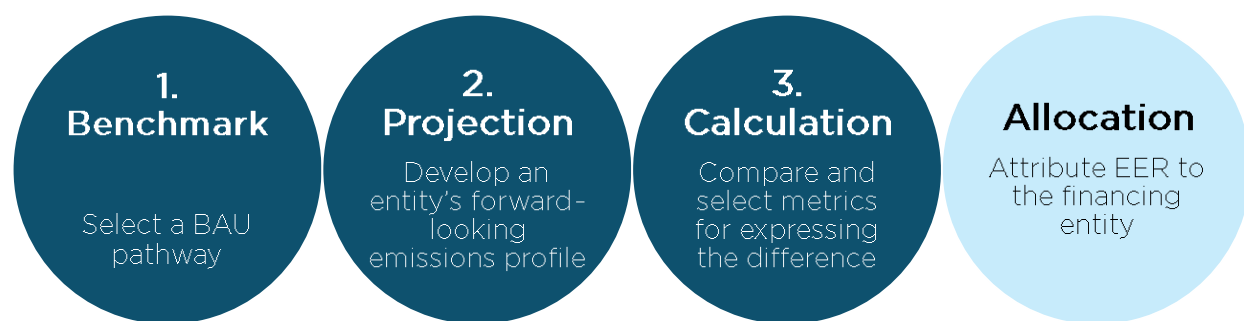 1.
Benchmark
Select a BAU
pathway
2.
Projection
Develop an
entity's forward-
looking
emissions profile
3.
Calculation
Compare and
select metrics
for expressing
the difference
Allocation
Attribute EER to
the financing
entity